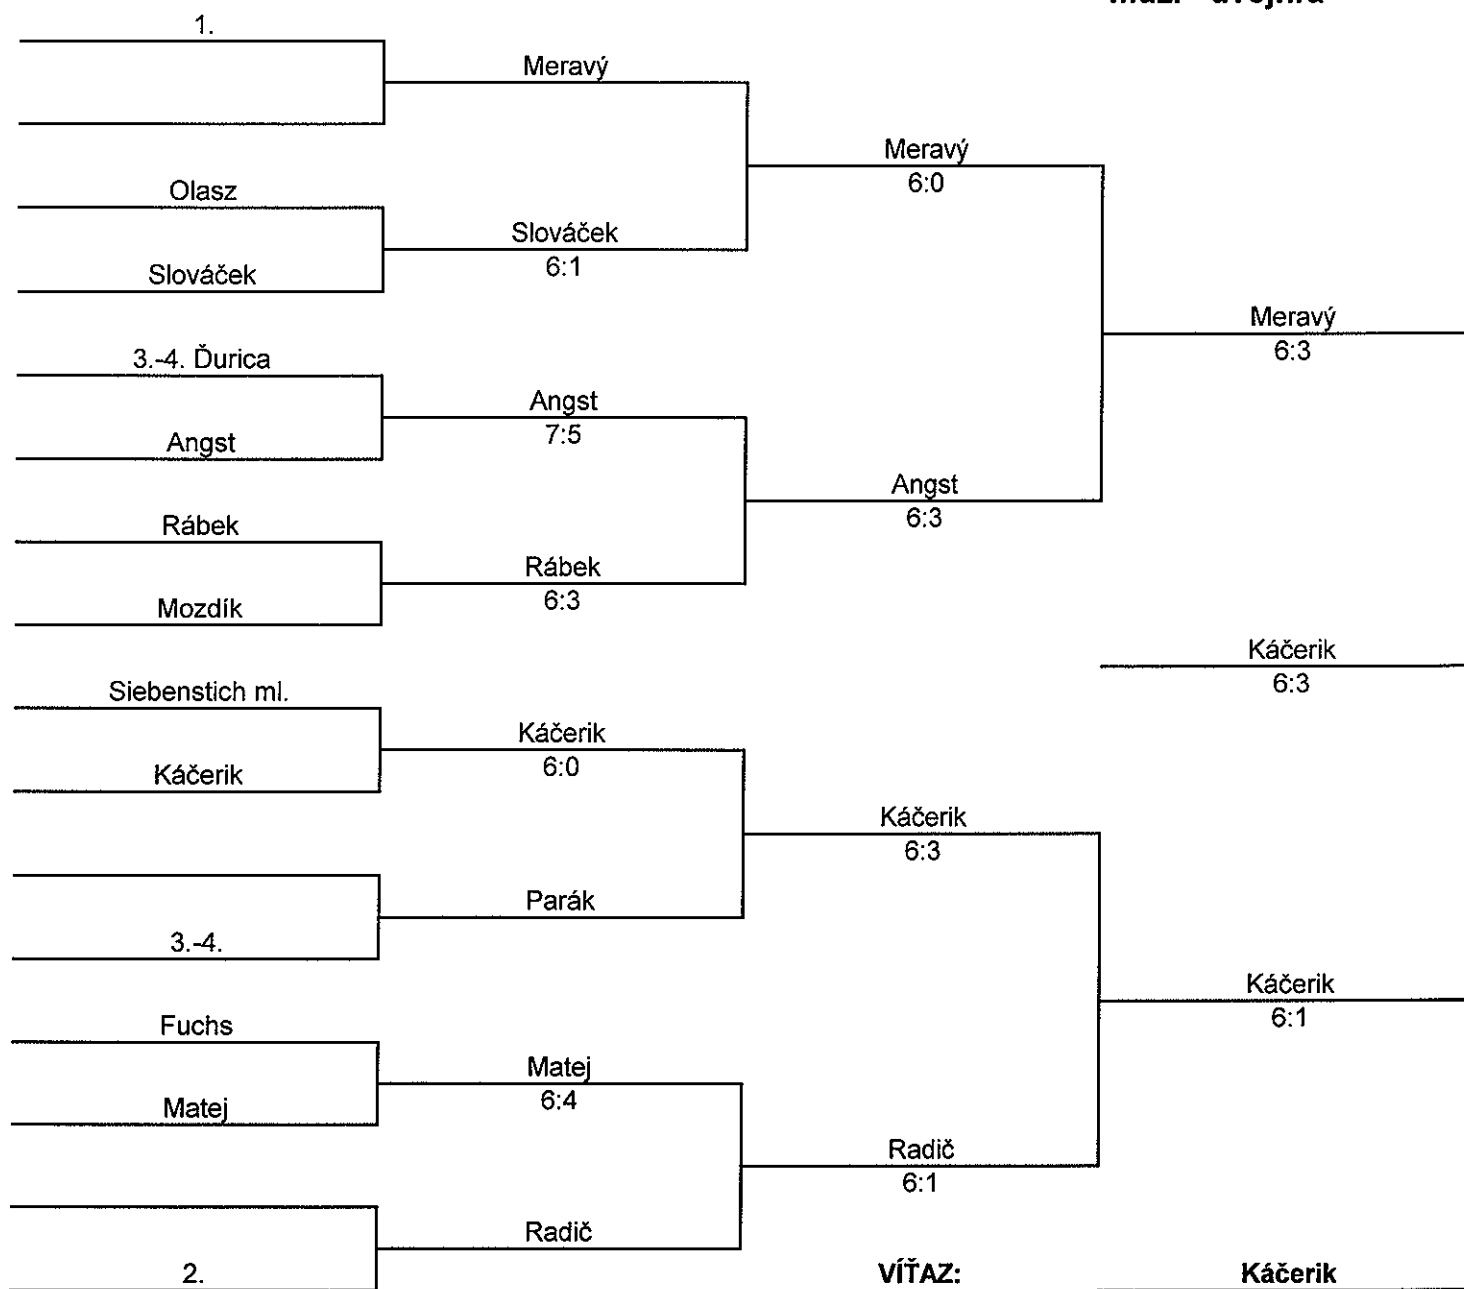 1.
Meravý
Meravý
6:0
Olasz
Slováček
6:1
Slováček
Meravý
6:3
3.-4. Ďurica
Angst
7:5
Angst
Angst
6:3
Rábek
Rábek
6:3
Mozdík
Káčerik
6:3
Siebenstich ml.
Káčerik
6:0
Káčerik
Káčerik
6:3
Parák
3.-4.
Káčerik
6:1
Fuchs
Matej
6:4
Matej
Radič
6:1
Radič
2.
VÍŤAZ:
Káčerik